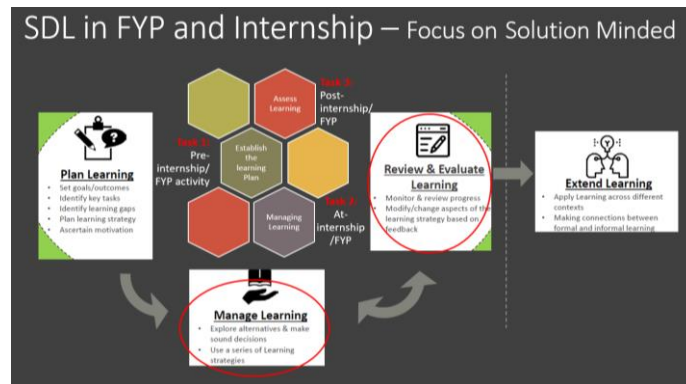 SDL in FYP and Internship – Focus on Solution Minded
Plan Learning
• Set goals/outcomes
• Identify key tasks
• Identify learning gaps
• Plan learning strategy
• Ascertain motivation
Task 1:
Pre-
internship/
FYP activity
Assess
Learning
Establish
the
learning
Plan
Managing
Learning
Task 3:
Post-
internship/
FYP
Task 2:
At-
internship
/FYP
Manage Learning
• Explore alternatives & make
sound decisions
• Use a series of Learning
strategies
Review & Evaluate
Learning
• Monitor & review progress
• Modify/change aspects of the
learning strategy based on
feedback
Extend Learning
• Apply Learning across different
contexts
• Making connections between
formal and informal learning